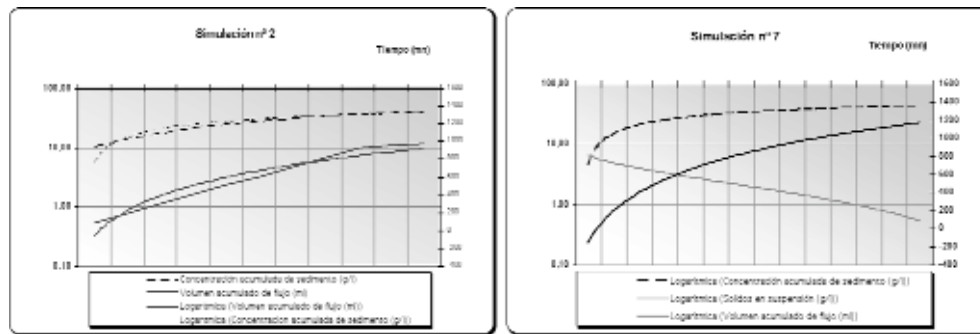 Simulación nº 2
Tiempo (mn)
100,00
10,00
1,00
0,10
1600
1400
1200
1000
800
600
400
200
0
-200
-400
Concentración acumulada de sedimento (g/l)
Volumen acumulado de flujo (ml)
Logarítmica (Volumen acumulado de flujo (ml))
Logarítmica (Concentración acumulada de sedimento (g/l))
Simulación nº 7
Tiempo (mn)
100,00
10,00
1,00
0,10
1600
1400
1200
1000
800
600
400
200
0
-200
-400
Logarítmica (Concentración acumulada de sedimento (g/l))
Logarítmica (Solidos en suspensión (g/l))
Logarítmica (Volumen acumulado de flujo (ml))